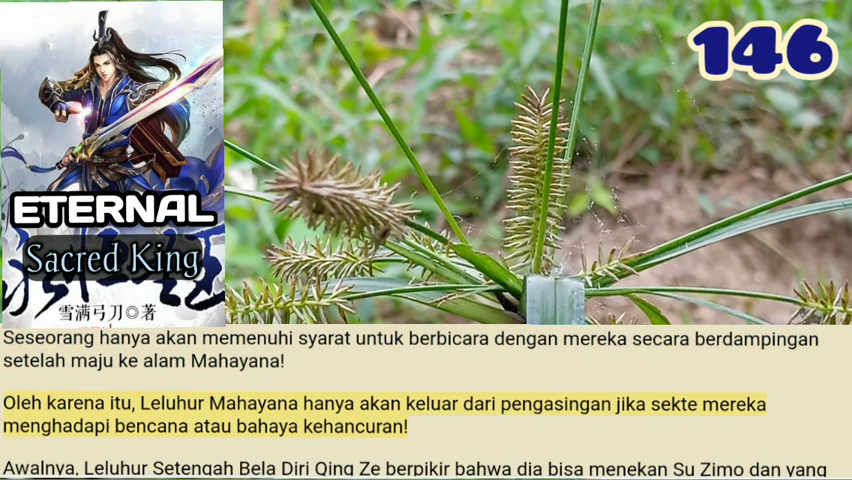 146
ETERNAL
Sacred King
雪满弓刀◎著
Seseorang hanya akan memenuhi syarat untuk berbicara dengan mereka secara berdampingan
setelah maju ke alam Mahayana!
Oleh karena itu, Leluhur Mahayana hanya akan keluar dari pengasingan jika sekte mereka
menghadapi bencana atau bahaya kehancuran!
Awalnya, Leluhur Setengah Bela Diri Qing Ze berpikir bahwa dia bisa menekan Su Zimo dan yang